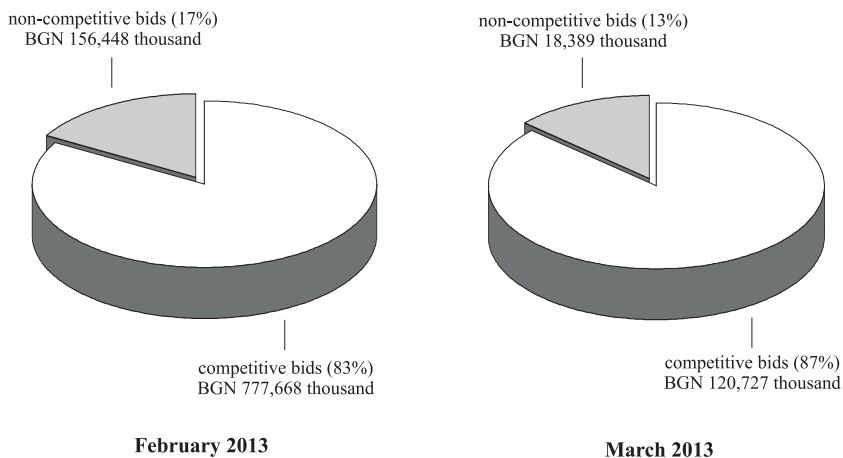 non-competitive bids (17%)
BGN 156,448 thousand
competitive bids (83%)
BGN 777,668 thousand
February 2013
non-competitive bids (13%)
BGN 18,389 thousand
competitive bids (87%)
BGN 120,727 thousand
March 2013